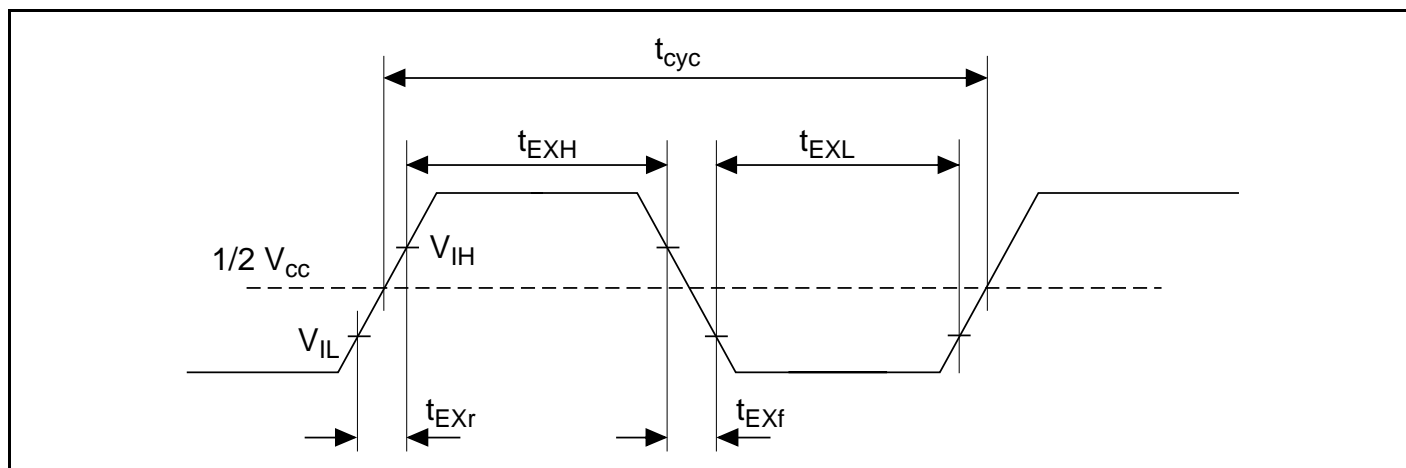 tcyc
tEXH
tEXL
VIH
1/2 Vcc
VIL
tEXr
tEXf